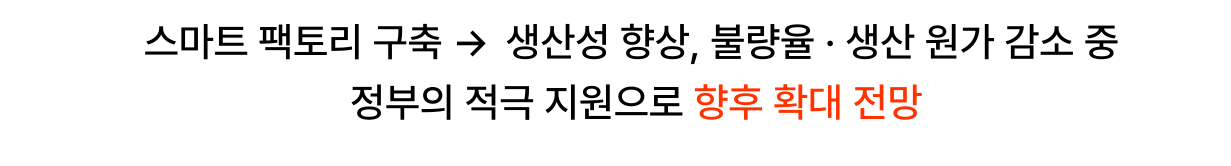 스마트 팩토리 구축 → 생산성 향상, 불량율 · 생산 원가 감소 중
정부의 적극 지원으로 향후 확대 전망